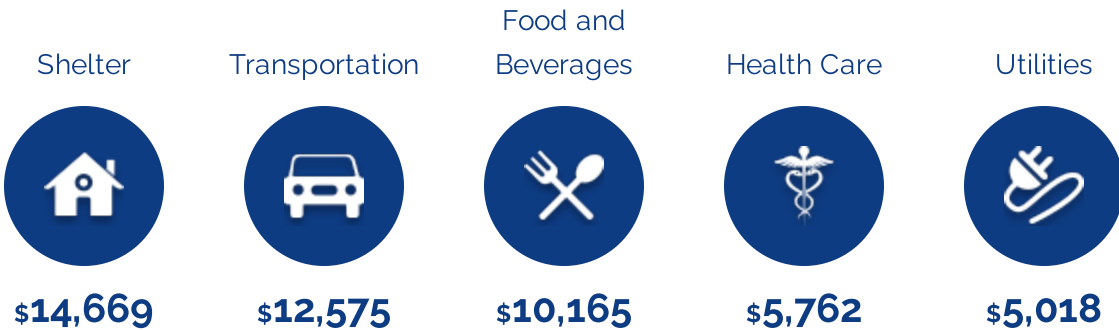 Shelter
$14,669
Transportation
$12,575
Food and
Beverages
$10,165
Health Care
$5,762
Utilities
$5,018